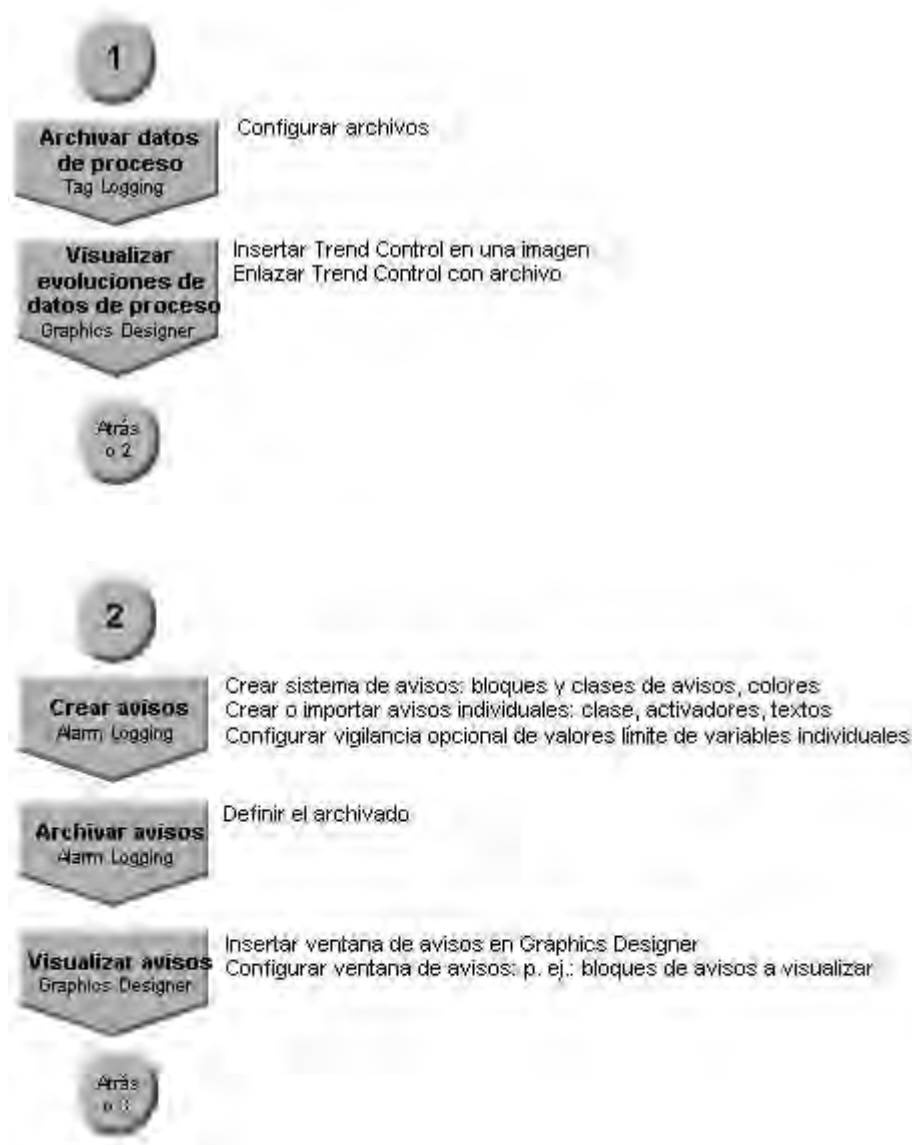 1
Archivar datos
de proceso
Tag Logging
Configurar archivos
Visualizar
evoluciones de
datos de proceso
Graphics Designer
Insertar Trend Control en una imagen
Enlazar Trend Control con archivo
Atrás
o 2
2
Crear avisos
Alarm Logging
Crear sistema de avisos: bloques y clases de avisos, colores
Crear o importar avisos individuales: clase, activadores, textos
Configurar vigilancia opcional de valores límite de variables individuales
Archivar avisos
Alarm Logging
Definir el archivado
Visualizar avisos
Graphics Designer
Insertar ventana de avisos en Graphics Designer
Configurar ventana de avisos: p. ej.: bloques de avisos a visualizar
Atrás
o 3